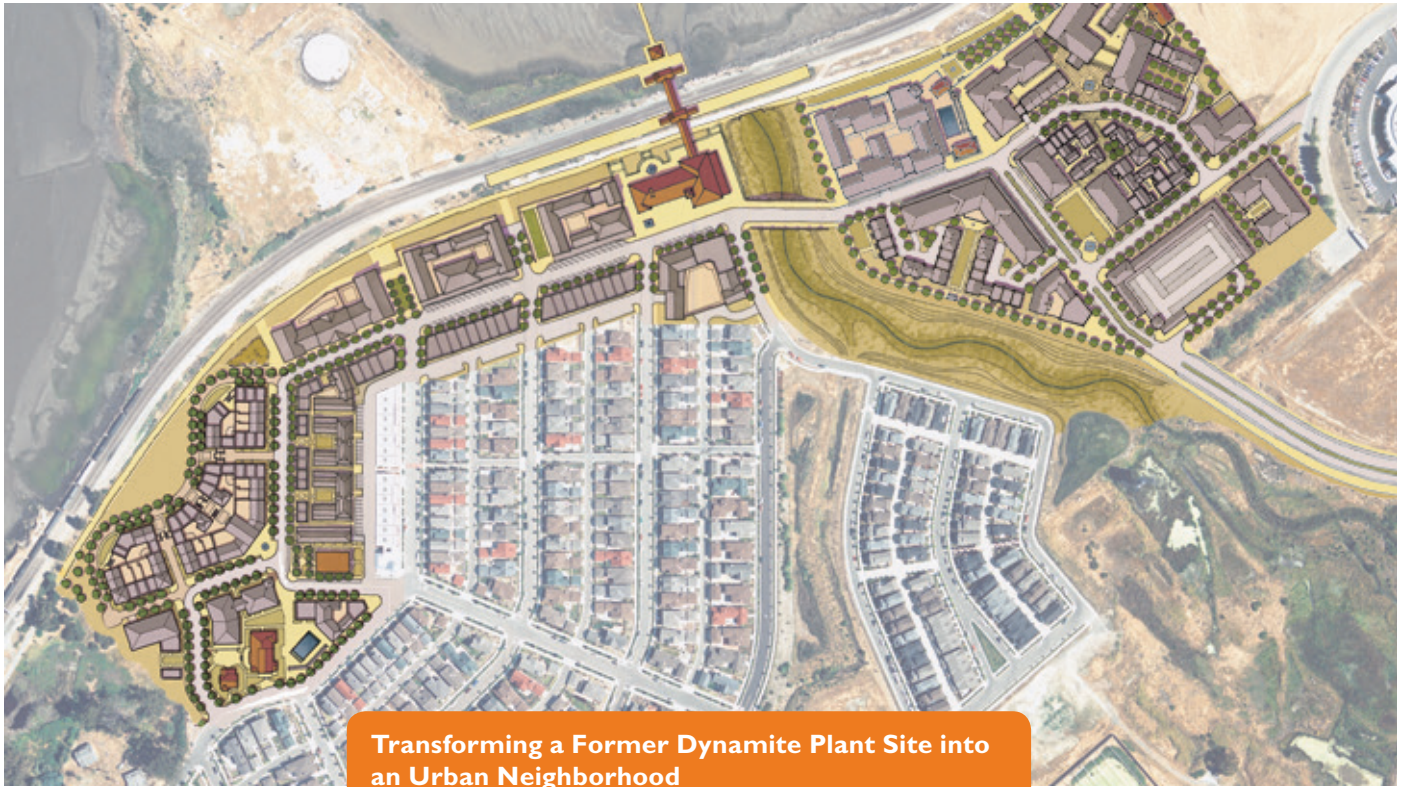 Transforming a Former Dynamite Plant Site into
an Urban Neighborhood